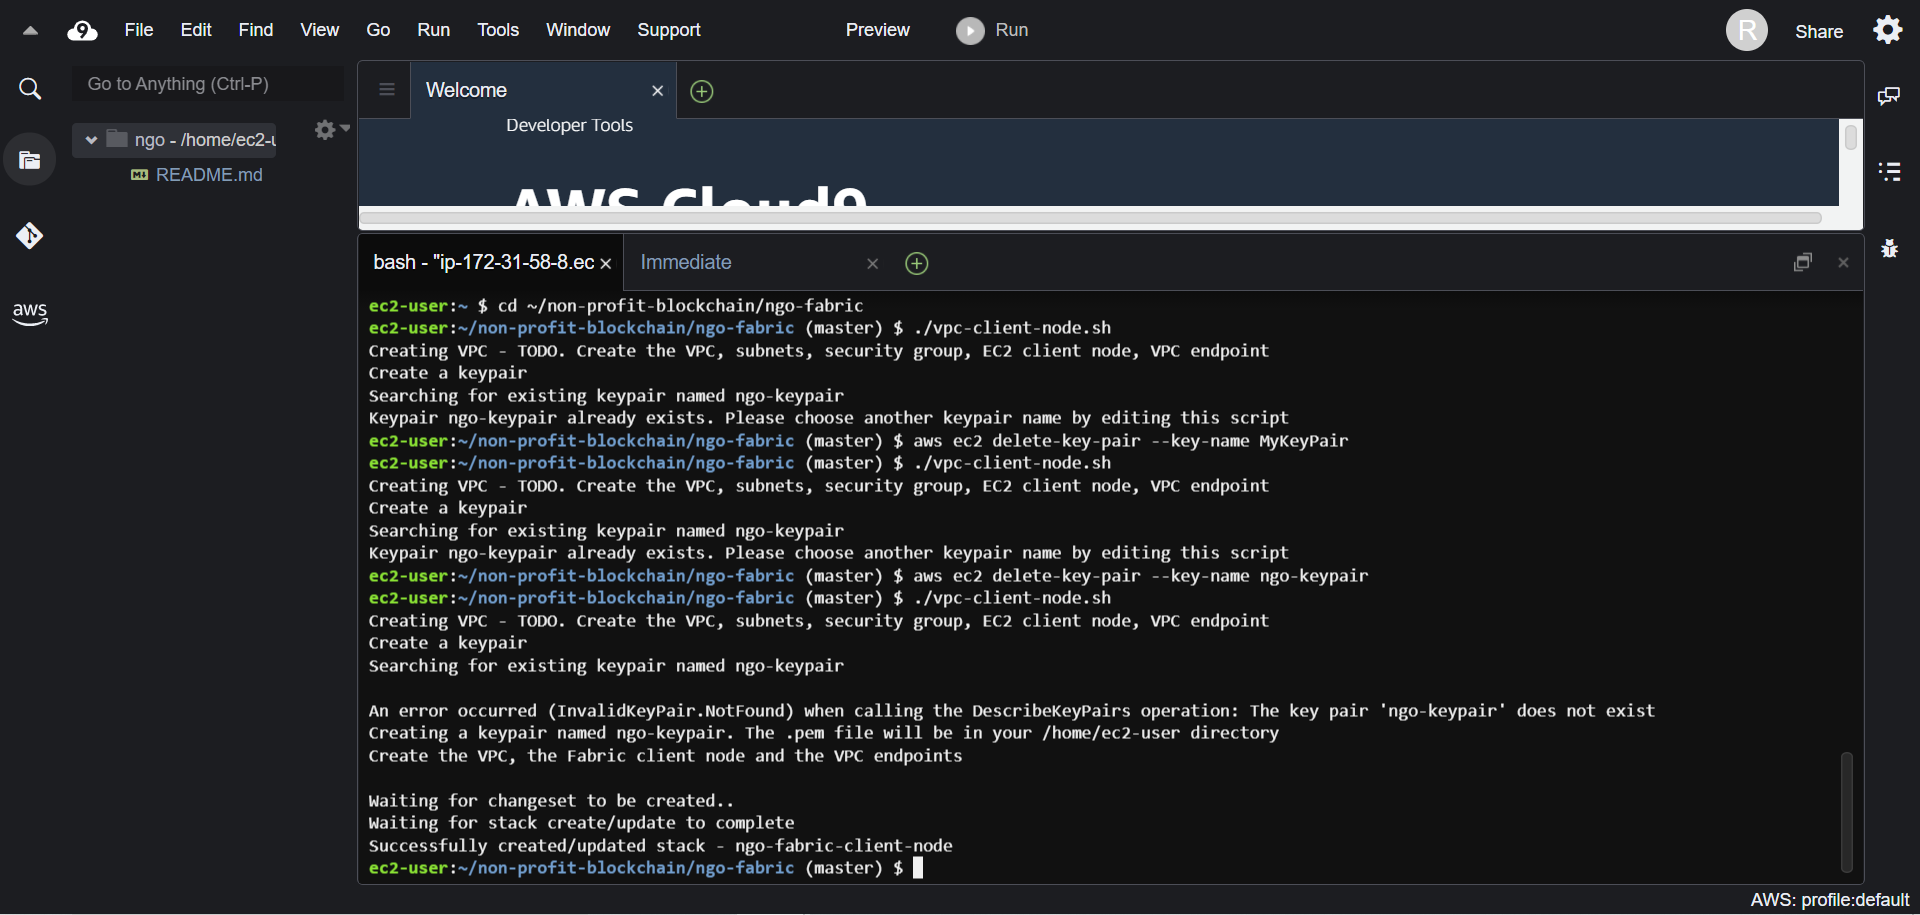 File Edit Find View Go Run Tools Window Support Preview Run R Share
Go to Anything (Ctrl-P)
ngo - /home/ec2-u
README.md
aws
Welcome
Developer Tools
AWS Cloud9
bash - "ip-172-31-58-8.ec Immediate
ec2-user:~ $ cd ~/non-profit-blockchain/ngo-fabric
ec2-user:~/non-profit-blockchain/ngo-fabric (master) $ ./vpc-client-node.sh
Creating VPC - TODO. Create the VPC, subnets, security group, EC2 client node, VPC endpoint
Create a keypair
Searching for existing keypair named ngo-keypair
Keypair ngo-keypair already exists. Please choose another keypair name by editing this script
ec2-user:~/non-profit-blockchain/ngo-fabric (master) $ aws ec2 delete-key-pair --key-name MyKeyPair
ec2-user:~/non-profit-blockchain/ngo-fabric (master) $ ./vpc-client-node.sh
Creating VPC - TODO. Create the VPC, subnets, security group, EC2 client node, VPC endpoint
Create a keypair
Searching for existing keypair named ngo-keypair
Keypair ngo-keypair already exists. Please choose another keypair name by editing this script
ec2-user:~/non-profit-blockchain/ngo-fabric (master) $ aws ec2 delete-key-pair --key-name ngo-keypair
ec2-user:~/non-profit-blockchain/ngo-fabric (master) $ ./vpc-client-node.sh
Creating VPC - TODO. Create the VPC, subnets, security group, EC2 client node, VPC endpoint
Create a keypair
Searching for existing keypair named ngo-keypair
An error occurred (InvalidKeyPair.NotFound) when calling the DescribeKeyPairs operation: The key pair 'ngo-keypair' does not exist
Creating a keypair named ngo-keypair. The .pem file will be in your /home/ec2-user directory
Create the VPC, the Fabric client node and the VPC endpoints
Waiting for changeset to be created..
Waiting for stack create/update to complete
Successfully created/updated stack - ngo-fabric-client-node
ec2-user:~/non-profit-blockchain/ngo-fabric (master) $
AWS: profile:default